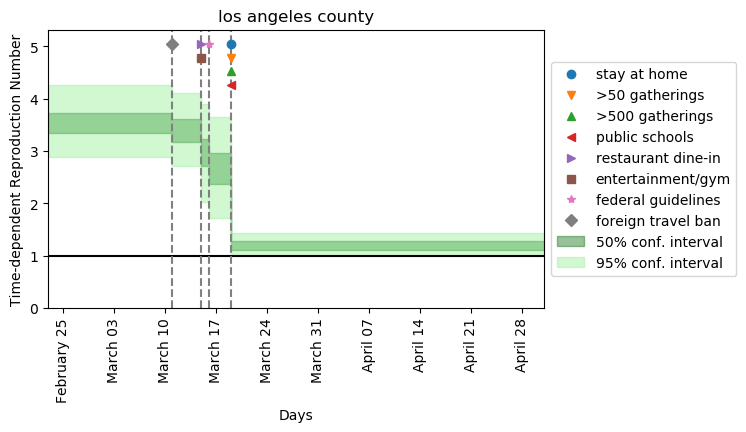 los angeles county
Time-dependent Reproduction Number
5
4
3
2
1
0
February 25
March 03
March 10
March 17
March 24
March 31
April 07
April 14
April 21
April 28
Days
stay at home
>50 gatherings
>500 gatherings
public schools
restaurant dine-in
entertainment/gym
federal guidelines
foreign travel ban
50% conf. interval
95% conf. interval